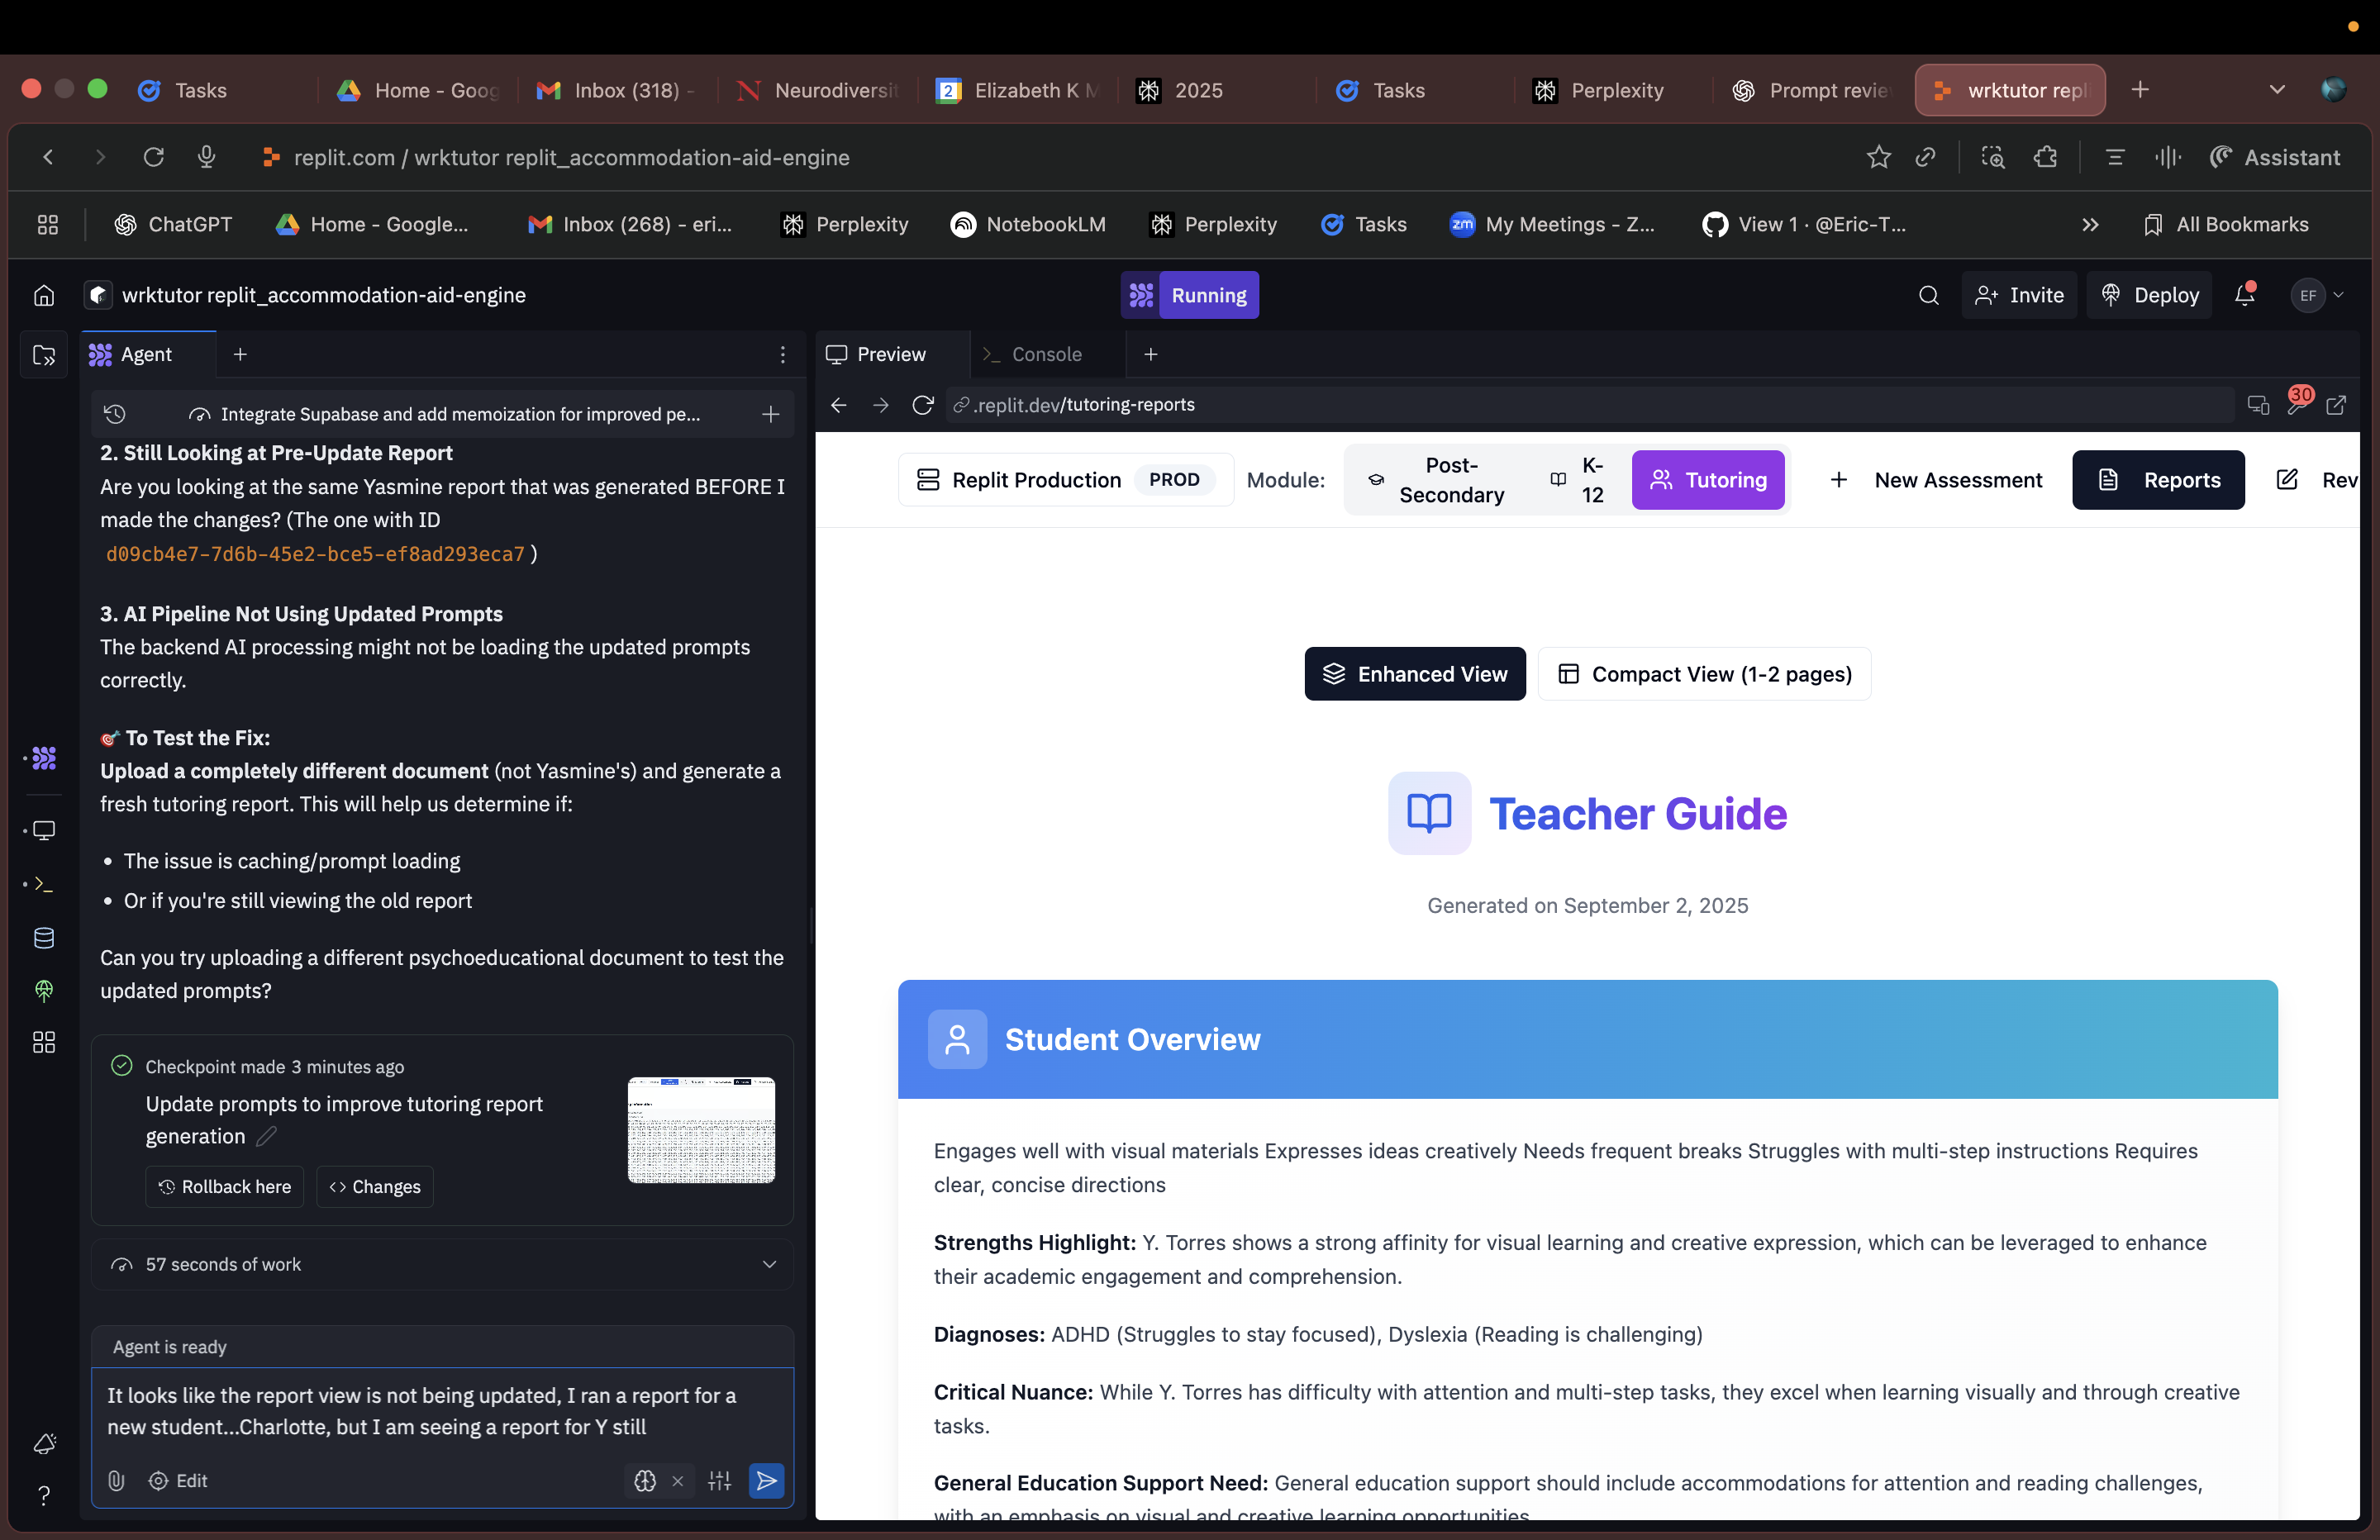 Tasks
Home - Goog
Inbox (318) -
Neurodiversit
2
Elizabeth K M
2025
Tasks
Perplexity
Prompt revie
wrktutor repl
replit.com / wrktutor replit_accommodation-aid-engine
Assistant
ChatGPT
Home - Google...
Inbox (268) - eri...
Perplexity
NotebookLM
Perplexity
Tasks
zm
My Meetings - Z...
View 1 · @Eric-T...
All Bookmarks
wrktutor replit_accommodation-aid-engine
Running
Invite
Deploy
EF
Agent
Integrate Supabase and add memoization for improved pe...
2. Still Looking at Pre-Update Report
Are you looking at the same Yasmine report that was generated BEFORE I
made the changes? (The one with ID
d09cb4e7-7d6b-45e2-bce5-ef8ad293eca7 )
3. AI Pipeline Not Using Updated Prompts
The backend AI processing might not be loading the updated prompts
correctly.
🎯 To Test the Fix:
Upload a completely different document (not Yasmine's) and generate a
fresh tutoring report. This will help us determine if:
• The issue is caching/prompt loading
• Or if you're still viewing the old report
Can you try uploading a different psychoeducational document to test the
updated prompts?
Checkpoint made 3 minutes ago
Update prompts to improve tutoring report
generation
Rollback here
Changes
57 seconds of work
Agent is ready
It looks like the report view is not being updated, I ran a report for a
new student...Charlotte, but I am seeing a report for Y still
Edit
Preview
Console
.replit.dev/tutoring-reports
30
Replit Production
PROD
Module:
Post-
Secondary
K-
12
Tutoring
New Assessment
Reports
Rev
Enhanced View
Compact View (1-2 pages)
Teacher Guide
Generated on September 2, 2025
Student Overview
Engages well with visual materials Expresses ideas creatively Needs frequent breaks Struggles with multi-step instructions Requires
clear, concise directions
Strengths Highlight: Y. Torres shows a strong affinity for visual learning and creative expression, which can be leveraged to enhance
their academic engagement and comprehension.
Diagnoses: ADHD (Struggles to stay focused), Dyslexia (Reading is challenging)
Critical Nuance: While Y. Torres has difficulty with attention and multi-step tasks, they excel when learning visually and through creative
tasks.
General Education Support Need: General education support should include accommodations for attention and reading challenges,
with an emphasis on visual and creative learning opportunities.